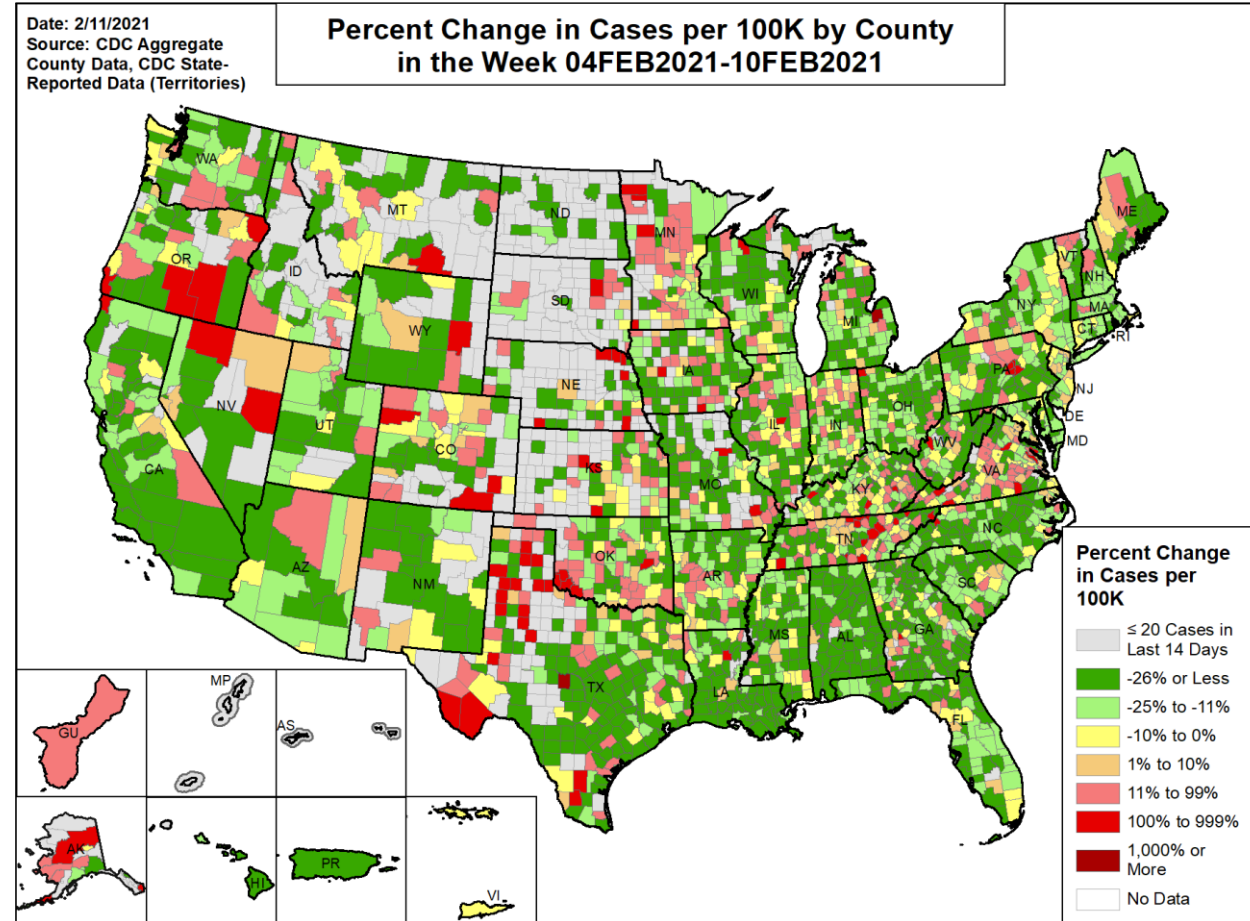 Date: 2/11/2021
Source: CDC Aggregate
County Data, CDC State-
Reported Data (Territories)
Percent Change in Cases per 100K by County
in the Week 04FEB2021-10FEB2021
WA
MT
ND
MN
ME
OR
ID
SD
WI
MI
VT
NH
NY
MA
CT
RI
WY
NE
IA
PA
NJ
NV
UT
CO
IL
IN
OH
DE
MD
WV
CA
KS
MO
KY
VA
AZ
NM
OK
AR
TN
NC
SC
MS
AL
GA
TX
LA
FL
GU
MP
AS
AK
HI
PR
VI
Percent Change
in Cases per
100K
≤ 20 Cases in
Last 14 Days
-26% or Less
-25% to -11%
-10% to 0%
1% to 10%
11% to 99%
100% to 999%
1,000% or
More
No Data